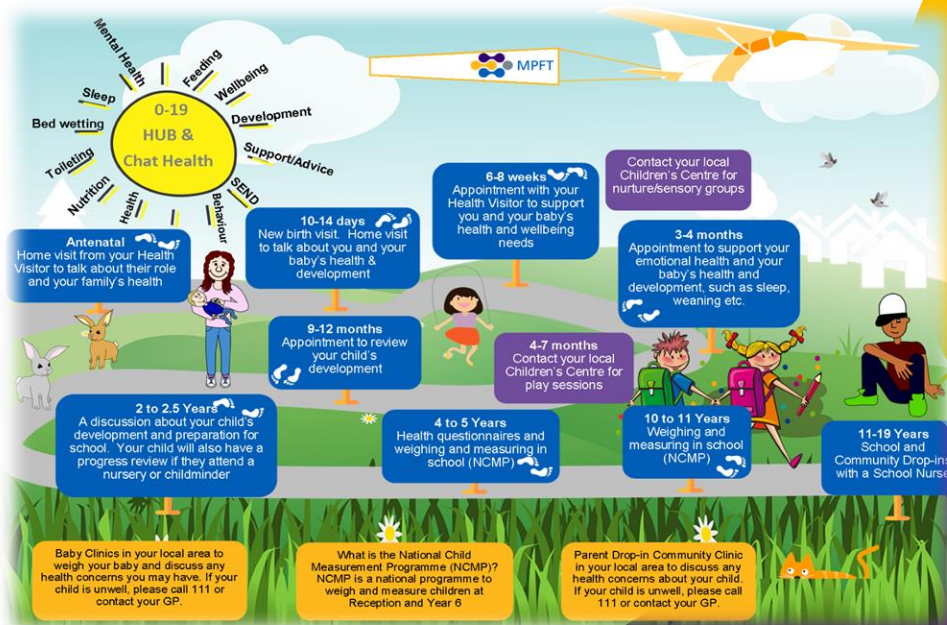 MPFT
Mental Health
Feeding
Wellbeing
Development
Support/Advice
SEND
Behaviour
Health
Nutrition
Toileting
Bed wetting
Sleep
0-19
HUB &
Chat Health
Antenatal
Home visit from your Health
Visitor to talk about their role
and your family's health
10-14 days
New birth visit. Home visit
to talk about you and your
baby's health &
development
6-8 weeks
Appointment with your
Health Visitor to support
you and your baby's
health and wellbeing
needs
Contact your local
Children's Centre for
nurture/sensory groups
3-4 months
Appointment to support your
emotional health and your
baby's health and
development, such as sleep,
weaning etc.
4-7 months
Contact your local
Children's Centre for
play sessions
9-12 months
Appointment to review
your child's
development
2 to 2.5 Years
A discussion about your child's
development and preparation for
school. Your child will also have a
progress review if they attend a
nursery or childminder
4 to 5 Years
Health questionnaires and
weighing and measuring in
school (NCMP)
10 to 11 Years
Weighing and
measuring in school
(NCMP)
11-19 Years
School and
Community Drop-ins
with a School Nurse
Baby Clinics in your local area to
weigh your baby and discuss any
health concerns you may have. If your
child is unwell, please call 111 or
contact your GP.
What is the National Child
Measurement Programme (NCMP)?
NCMP is a national programme to
weigh and measure children at
Reception and Year 6
Parent Drop-in Community Clinic
in your local area to discuss any
health concerns about your child.
If your child is unwell, please call
111 or contact your GP.